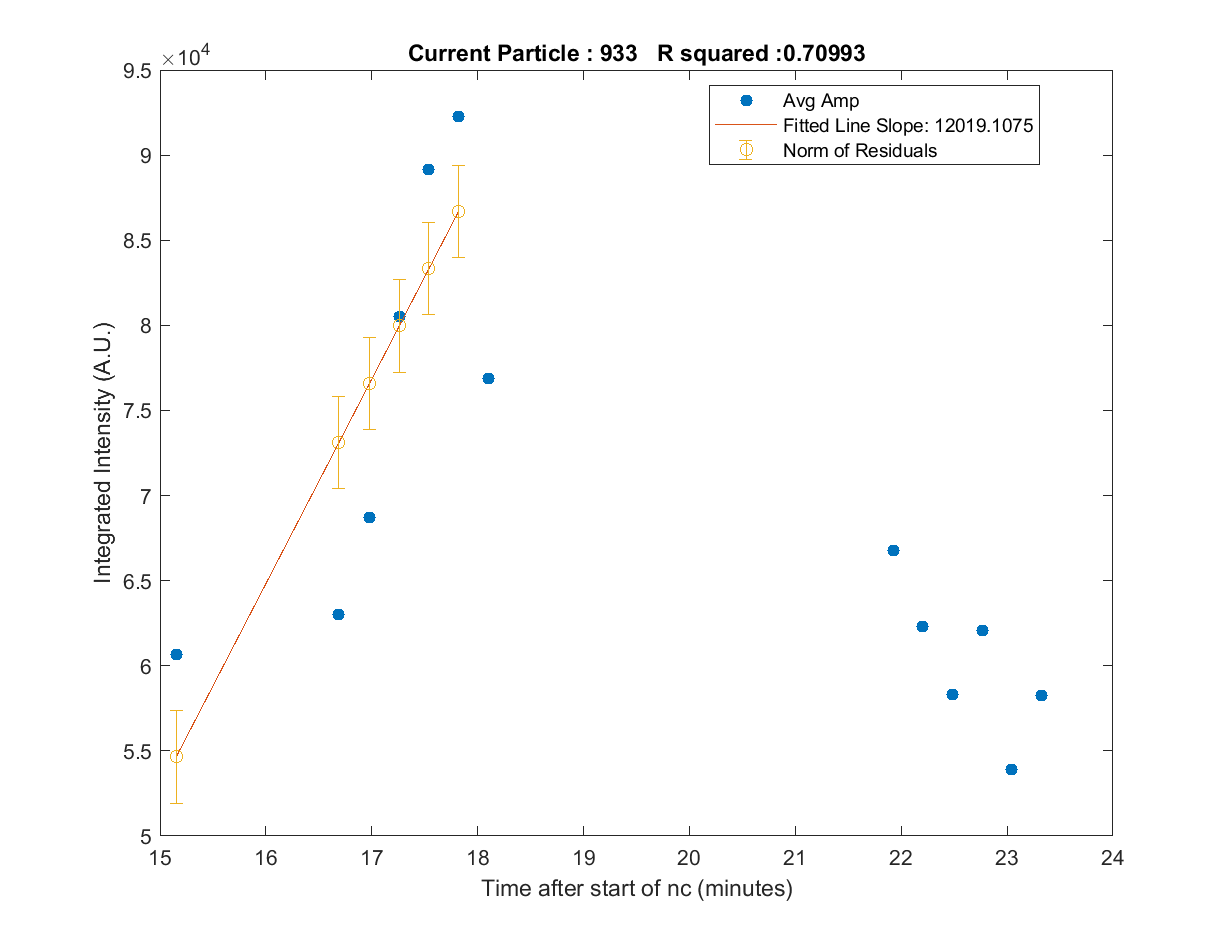 Current Particle : 933 R squared :0.70993
×10^4
9.5
9
8.5
8
7.5
7
6.5
6
5.5
5
Integrated Intensity (A.U.)
Avg Amp
Fitted Line Slope: 12019.1075
Norm of Residuals
15 16 17 18 19 20 21 22 23 24
Time after start of nc (minutes)